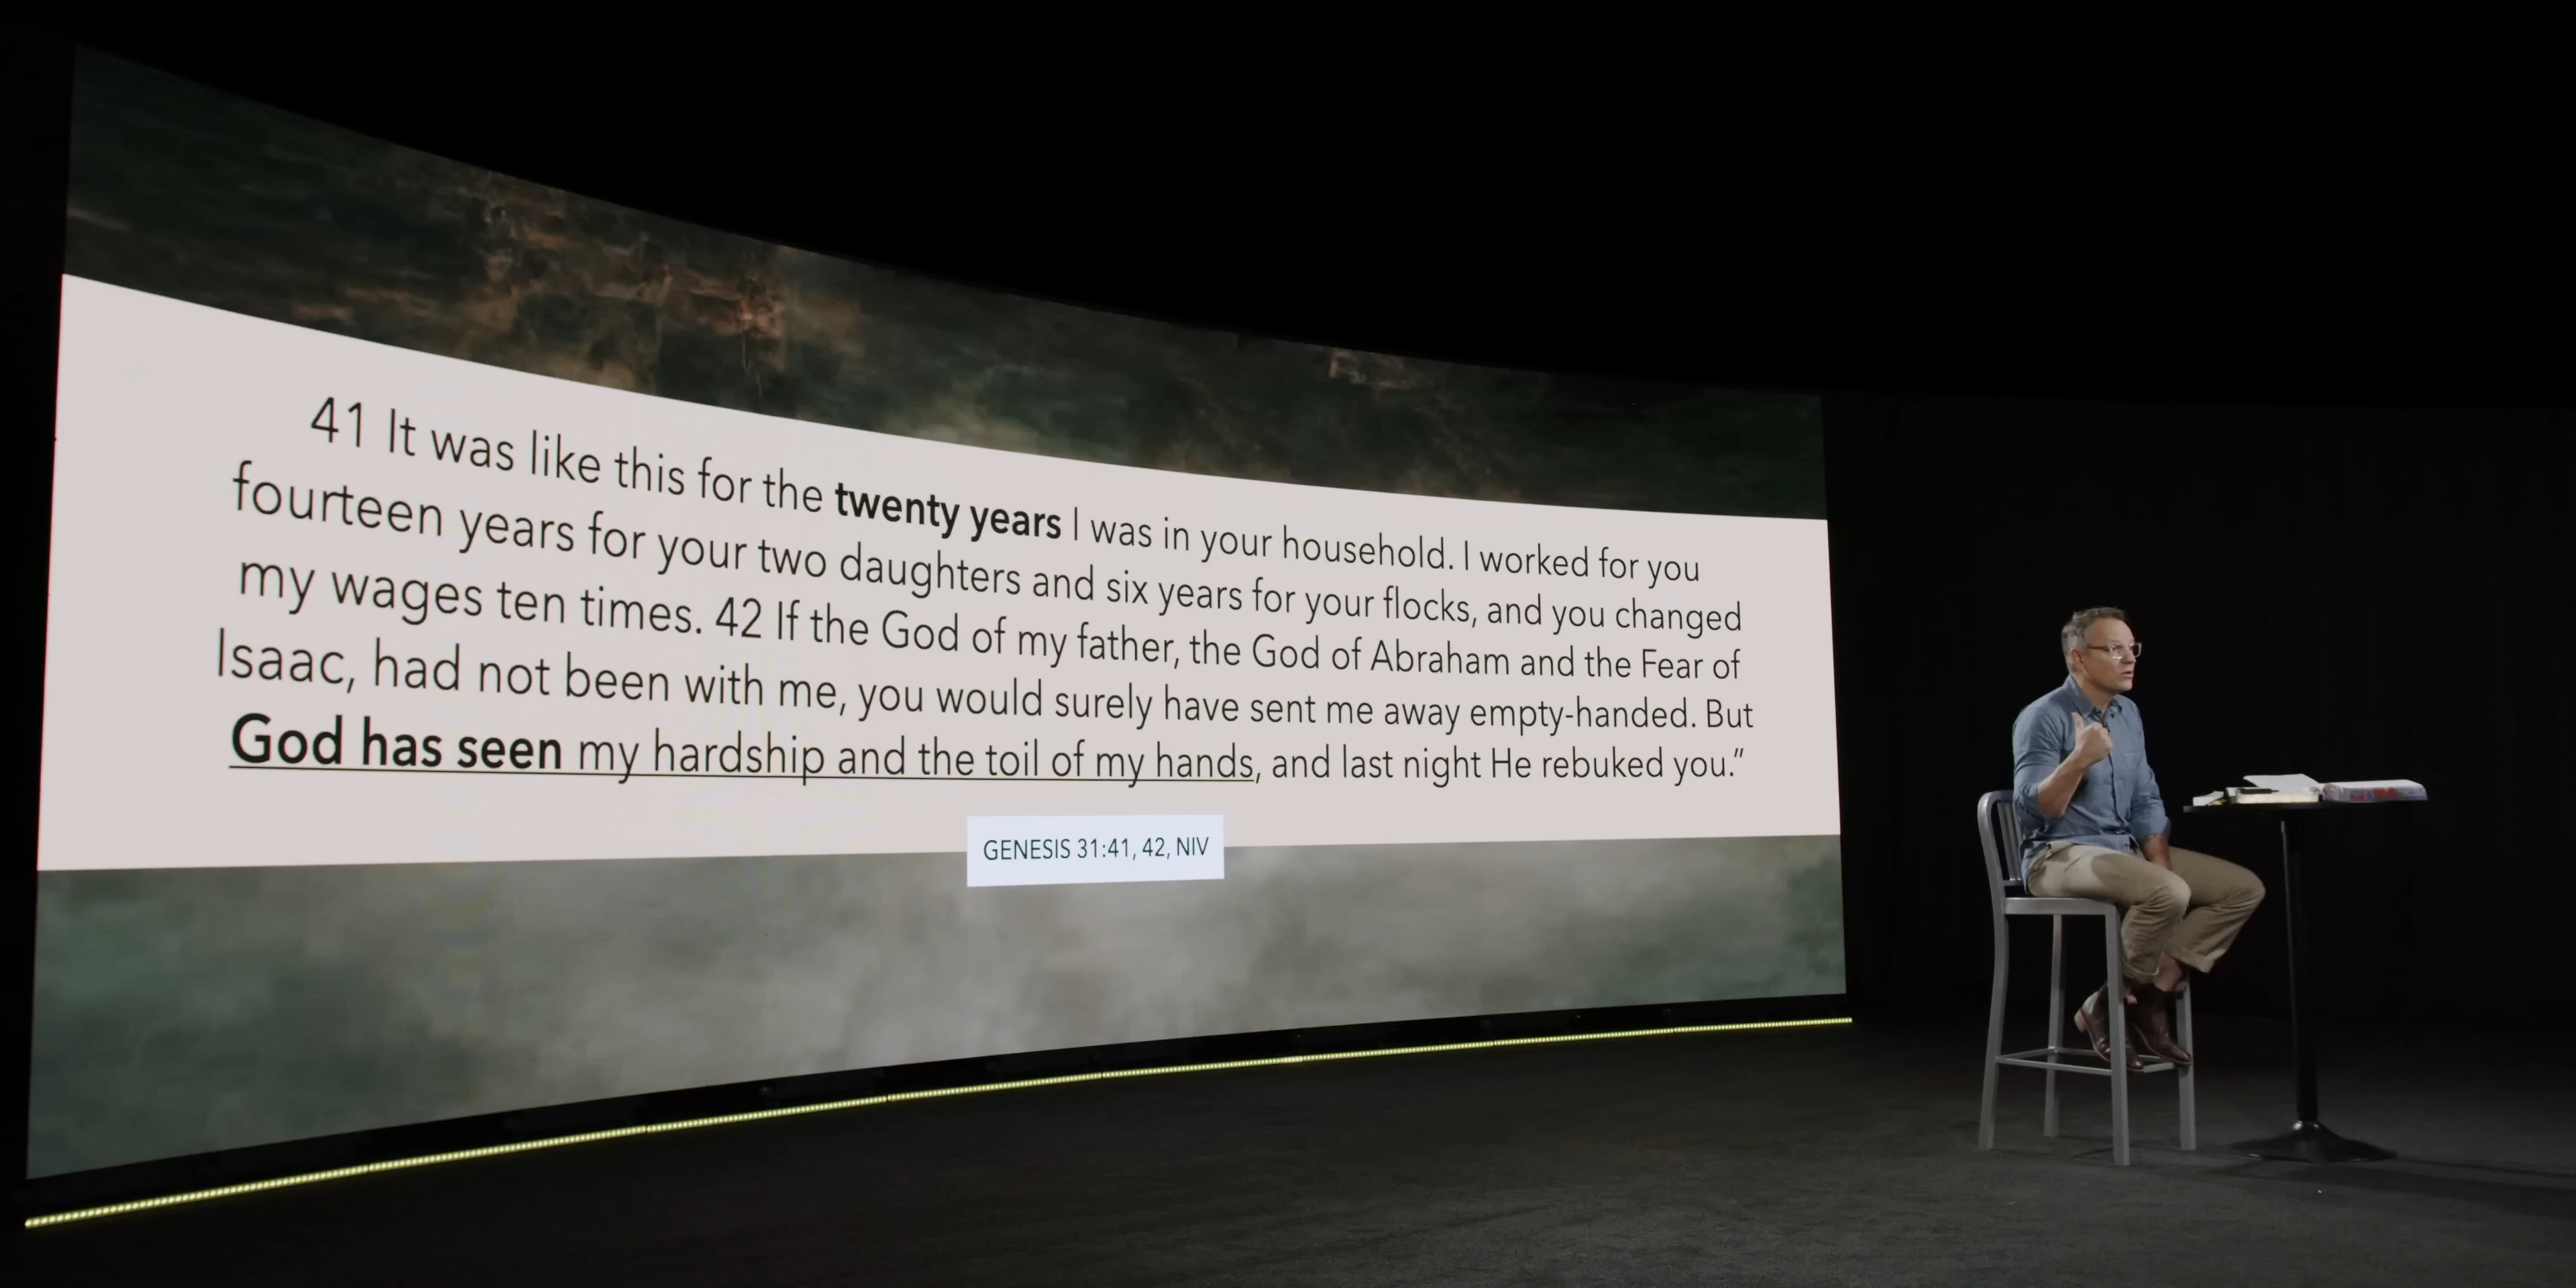 41 It was like this for the twenty years I was in your household. I worked for you
fourteen years for your two daughters and six years for your flocks, and you changed
my wages ten times. 42 If the God of my father, the God of Abraham and the Fear of
Isaac, had not been with me, you would surely have sent me away empty-handed. But
God has seen my hardship and the toil of my hands, and last night He rebuked you.”
GENESIS 31:41, 42, NIV